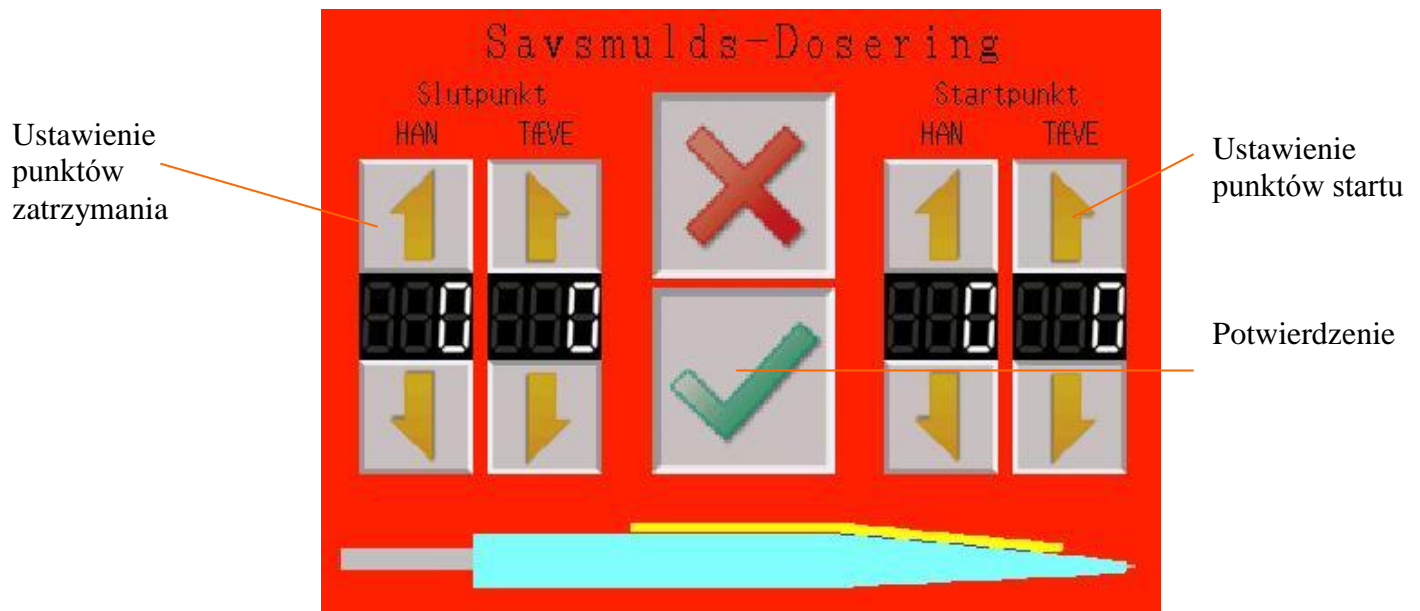 Savsmulds-Dosering
Slutpunkt
HAN TÆVE
Startpunkt
HAN TÆVE
Ustawienie
punktów
zatrzymania
Ustawienie
punktów startu
0 0
0 0
Potwierdzenie